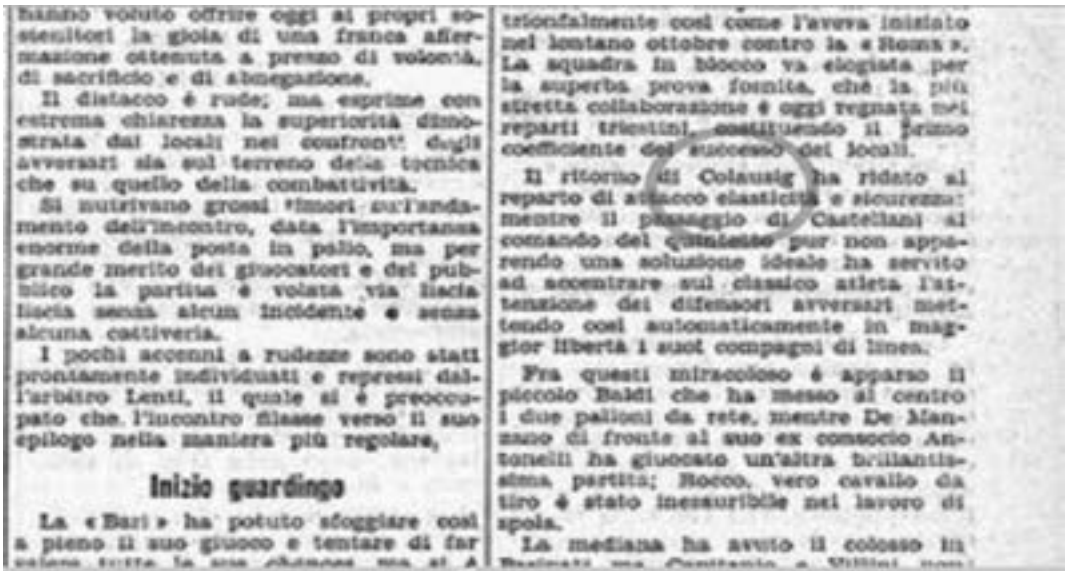 hanno voluto offrire oggi ai propri so-
stenitori la gioia di una franca affer-
mazione ottenuta a prezzo di volontà,
di sacrificio e di abnegazione.
Il distacco è rude; ma esprime con
estrema chiarezza la superiorità dimo-
strata dai locali nei confronti degli
avversari sia sul terreno della tecnica
che su quello della combattività.
Si nutrivano grossi timori sull'anda-
mento dell'incontro, data l'importanza
enorme della posta in palio, ma per
grande merito dei giuocatori e del pub-
blico la partita è volata via liscia
liscia senza alcun incidente e senza
alcuna cattiveria.
I pochi accenni a rudezze sono stati
prontamente individuati e repressi dal-
l'arbitro Lenti, il quale si è preoccu-
pato che l'incontro filasse verso il suo
epilogo nella maniera più regolare,
Inizio guardingo
La « Bari » ha potuto sfoggiare così
a pieno il suo giuoco e tentare di far
valere tutte le sue chances ma si è
trionfalmente così come l'aveva iniziato
nel lontano ottobre contro la « Roma ».
La squadra in blocco va elogiata per
la superba prova fornita, chè la più
stretta collaborazione è oggi regnata nei
reparti triestini, costituendo il primo
coefficiente del successo dei locali.
Il ritorno di Colausig ha ridato al
reparto di attacco elasticità e sicurezza:
mentre il passaggio di Castellani al
comando del quintetto pur non appa-
rendo una soluzione ideale ha servito
ad accentrare sul classico atleta l'at-
tenzione dei difensori avversari met-
tendo così automaticamente in mag-
gior libertà i suoi compagni di linea.
Fra questi miracoloso è apparso il
piccolo Baldi che ha messo al centro
i due palloni da rete, mentre De Man-
zano di fronte al suo ex consocio An-
tonelli ha giuocato un'altra brillantis-
sima partita; Rocco, vero cavallo da
tiro è stato inesauribile nel lavoro di
spola.
La mediana ha avuto il colosso in
Pasinati ma Capitanio e Villini non